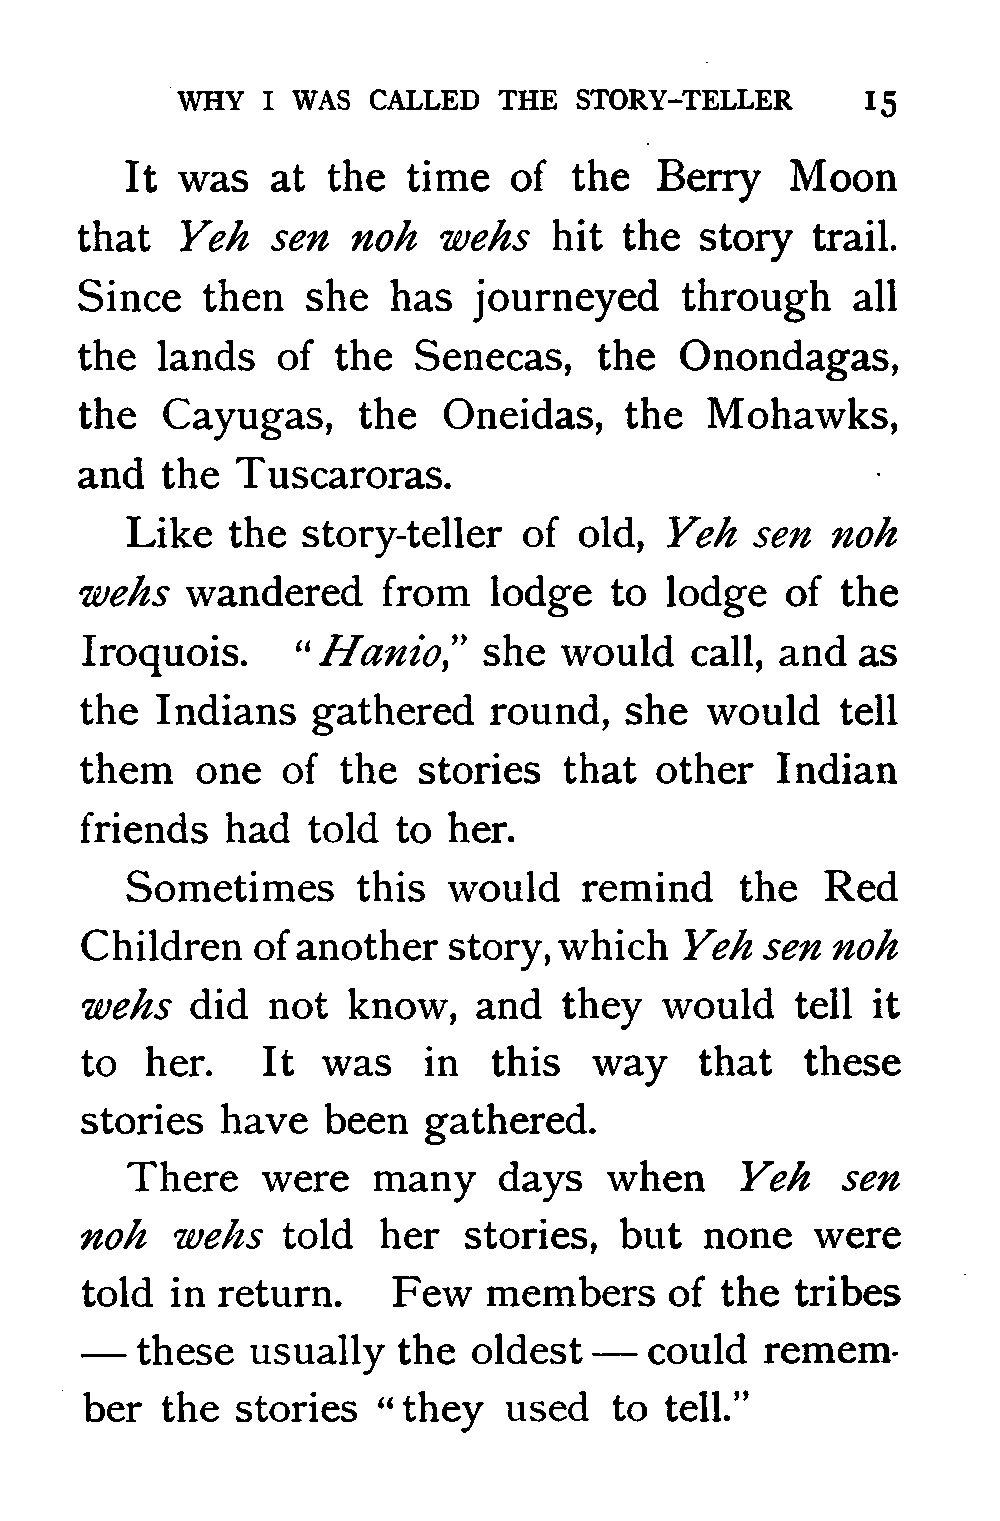 WHY I WAS CALLED THE STORY-TELLER 15
It was at the time of the Berry Moon
that Yeh sen noh wehs hit the story trail.
Since then she has journeyed through all
the lands of the Senecas, the Onondagas,
the Cayugas, the Oneidas, the Mohawks,
and the Tuscaroras.
Like the story-teller of old, Yeh sen noh
wehs wandered from lodge to lodge of the
Iroquois. “Hanio,” she would call, and as
the Indians gathered round, she would tell
them one of the stories that other Indian
friends had told to her.
Sometimes this would remind the Red
Children of another story, which Yeh sen noh
wehs did not know, and they would tell it
to her. It was in this way that these
stories have been gathered.
There were many days when Yeh sen
noh wehs told her stories, but none were
told in return. Few members of the tribes
— these usually the oldest — could remem-
ber the stories “they used to tell.”